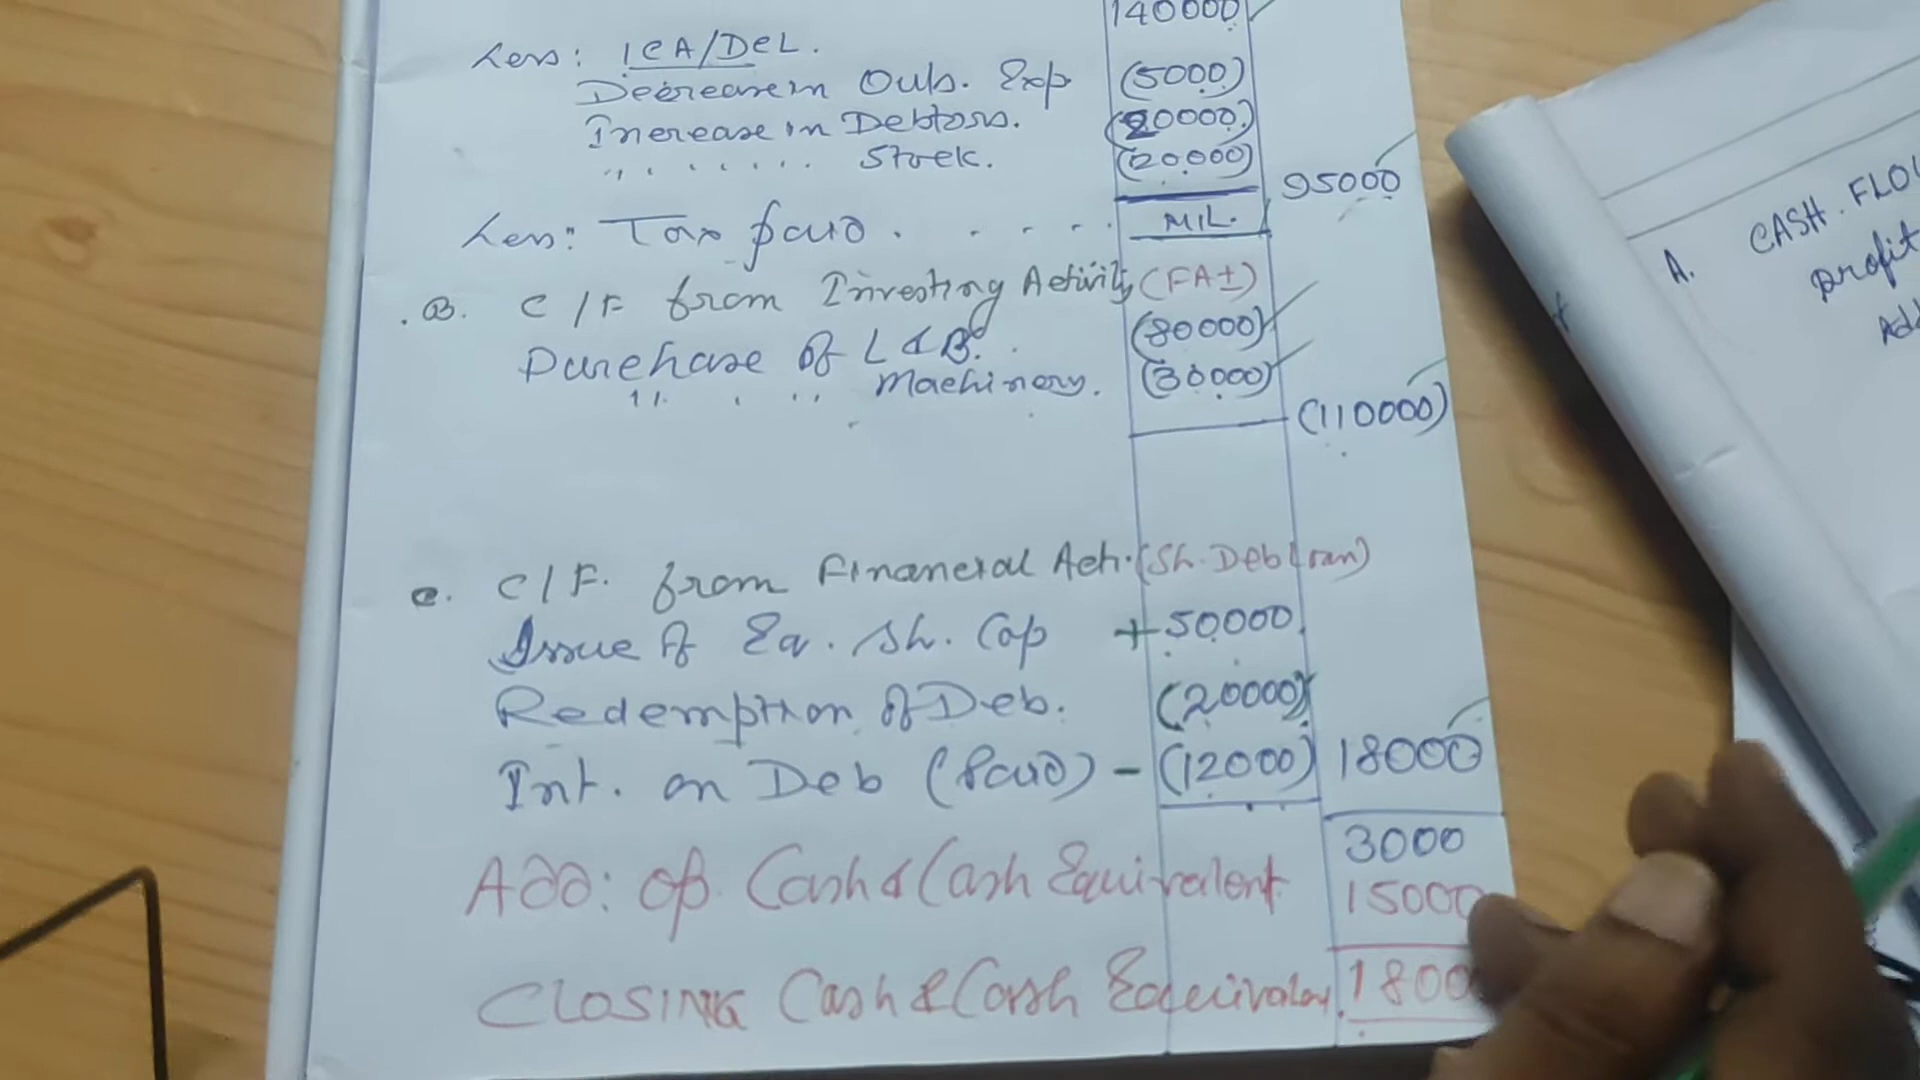 140000
Less: ICA/DCL.
Decrease in Outs. Exp (5000)
Increase in Debtors. (20000)
,, ...... Stock. (20000)
95000
Less: Tax paid . . . . . NIL.
B. C/F from Investing Activity (FA±)
Purchase of L&B. (80000)
,, . ,, Machinery. (30000)
(110000)
C. C/F. from Financial Acti. (Sh. Deb Loan)
Issue of Eq. Sh. Cap +50000
Redemption of Deb. (20000)
Int. on Deb (Paid) - (12000) 18000
3000
Add: op. Cash & Cash Equivalent 15000
CLOSING Cash & Cash Equivalent 1800
A. CASH. FLO
profit
Add